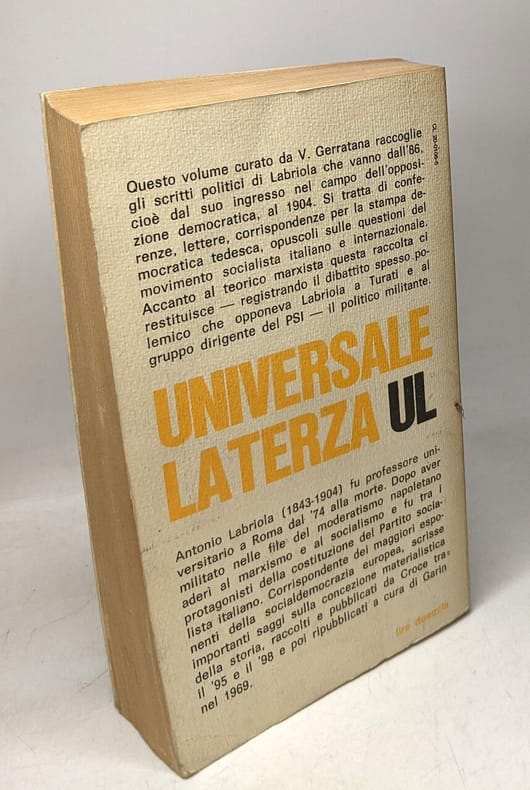 Questo volume curato da V. Gerratana raccoglie
gli scritti politici di Labriola che vanno dall'86,
cioè dal suo ingresso nel campo dell'opposi-
zione democratica, al 1904. Si tratta di confe-
renze, lettere, corrispondenze per la stampa de-
mocratica tedesca, opuscoli sulle questioni del
movimento socialista italiano e internazionale.
Accanto al teorico marxista questa raccolta ci
restituisce — registrando il dibattito spesso po-
lemico che opponeva Labriola a Turati e al
gruppo dirigente del PSI — il politico militante.
UNIVERSALE
LATERZA UL
Antonio Labriola (1843-1904) fu professore uni-
versitario a Roma dal '74 alla morte. Dopo aver
militato nelle file del moderatismo napoletano
aderì al marxismo e al socialismo e fu tra i
protagonisti della costituzione del Partito socia-
lista italiano. Corrispondente dei maggiori espo-
nenti della socialdemocrazia europea, scrisse
importanti saggi sulla concezione materialistica
della storia, raccolti e pubblicati da Croce tra
il '95 e il '98 e poi ripubblicati a cura di Garin
nel 1969.
lire duemila